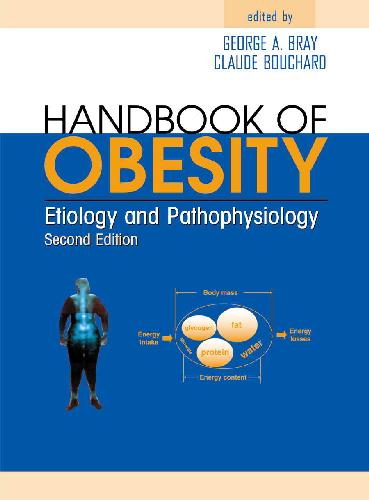 edited by
GEORGE A. BRAY
CLAUDE BOUCHARD
HANDBOOK OF
OBESITY
Etiology and Pathophysiology
Second Edition
Body mass
glycogen
fat
Energy
Intake
Energy
losses
protein
water
Energy content